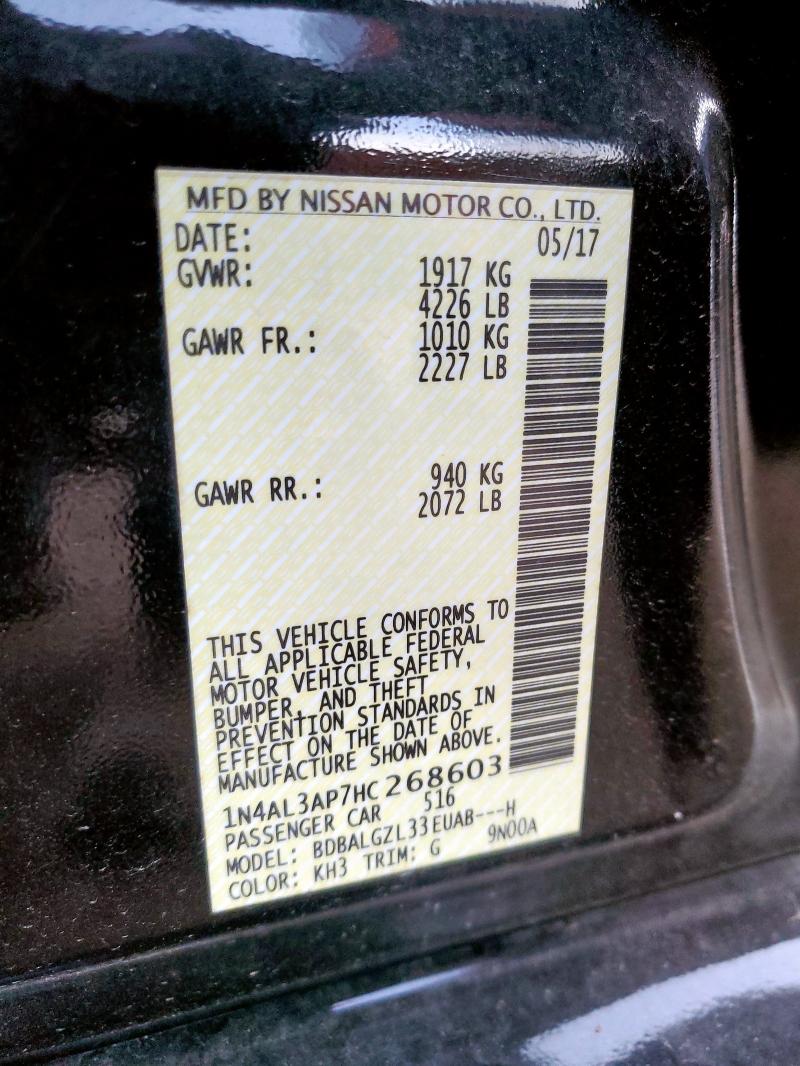 MFD BY NISSAN MOTOR CO., LTD.
DATE: 05/17
GVWR: 1917 KG
4226 LB
GAWR FR.: 1010 KG
2227 LB
GAWR RR.: 940 KG
2072 LB
THIS VEHICLE CONFORMS TO
ALL APPLICABLE FEDERAL
MOTOR VEHICLE SAFETY,
BUMPER, AND THEFT
PREVENTION STANDARDS IN
EFFECT ON THE DATE OF
MANUFACTURE SHOWN ABOVE.
1N4AL3AP7HC268603
PASSENGER CAR 516
MODEL: BDBALGZL33EUAB---H
COLOR: KH3 TRIM: G 9N00A